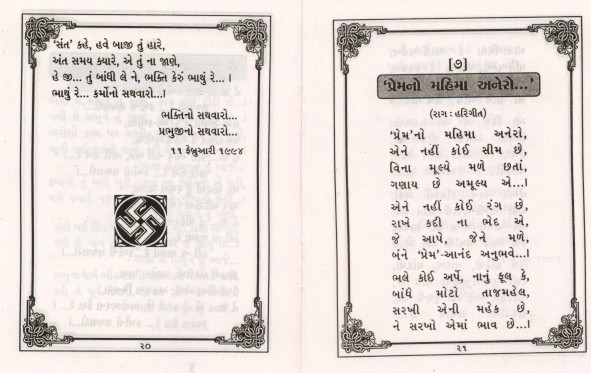 'સંત' કહે, હવે બાજી તું હારે,
અંત સમય ક્યારે, એ તું ના જાણે,
હે જી... તું બાંધી લે ને, ભક્તિ કેરું ભાથું રે... ।
ભાથું રે... કર્મોનો સથવારો...!
ભક્તિનો સથવારો...
પ્રભુજીનો સથવારો...
૧૧ ફેબ્રુઆરી ૧૯૯૪
૨૦
[૭]
'પ્રેમનો મહિમા અનેરો...'
(રાગ : હરિગીત)
'પ્રેમ'નો મહિમા અનેરો,
એને નહીં કોઈ સીમ છે,
વિના મૂલ્યે મળે છતાં,
ગણાય છે અમૂલ્ય એ...!
એને નહીં કોઈ રંગ છે,
રાખે કદી ના ભેદ એ,
જે આપે, જેને મળે,
બંને 'પ્રેમ'-આનંદ અનુભવે...!
ભલે કોઈ અર્પે, નાનું ફૂલ કે,
બાંધે મોટો તાજમહેલ,
સરખી એની મહેક છે,
ને સરખો એમાં ભાવ છે...!
૨૧